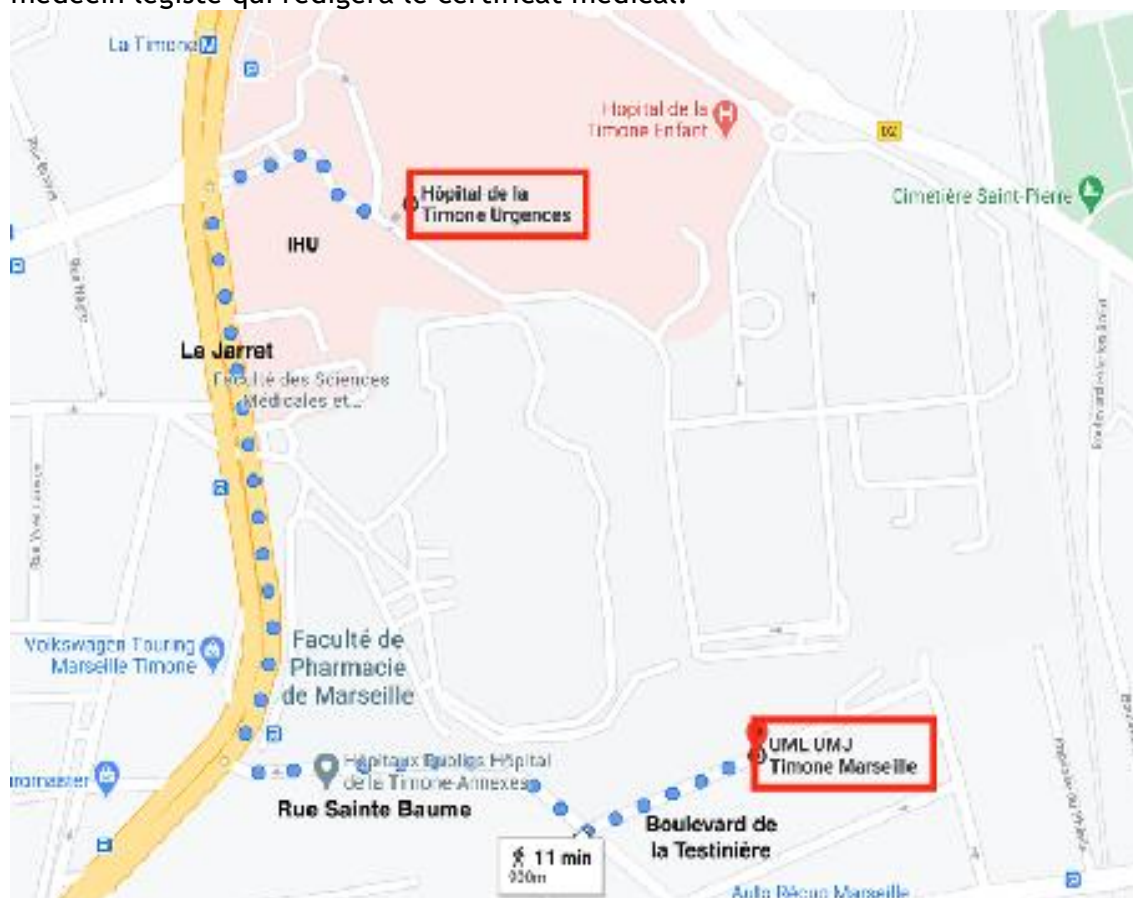 médecin légiste qui rédigera le certificat médical.
La Timone M
P
Hôpital de la
Timone Enfant
H
D2
Cimetière Saint-Pierre
Hôpital de la
Timone Urgences
IHU
Le Jarret
Faculté des Sciences
Médicales et...
Volkswagen Touring
Marseille Timone
Faculté de
Pharmacie
de Marseille
UML UMJ
Timone Marseille
Hôpitaux Publics Hôpital
de la Timone-Annexes
Rue Sainte Baume
Boulevard de
la Testinière
11 min
Auto Récup Marseille